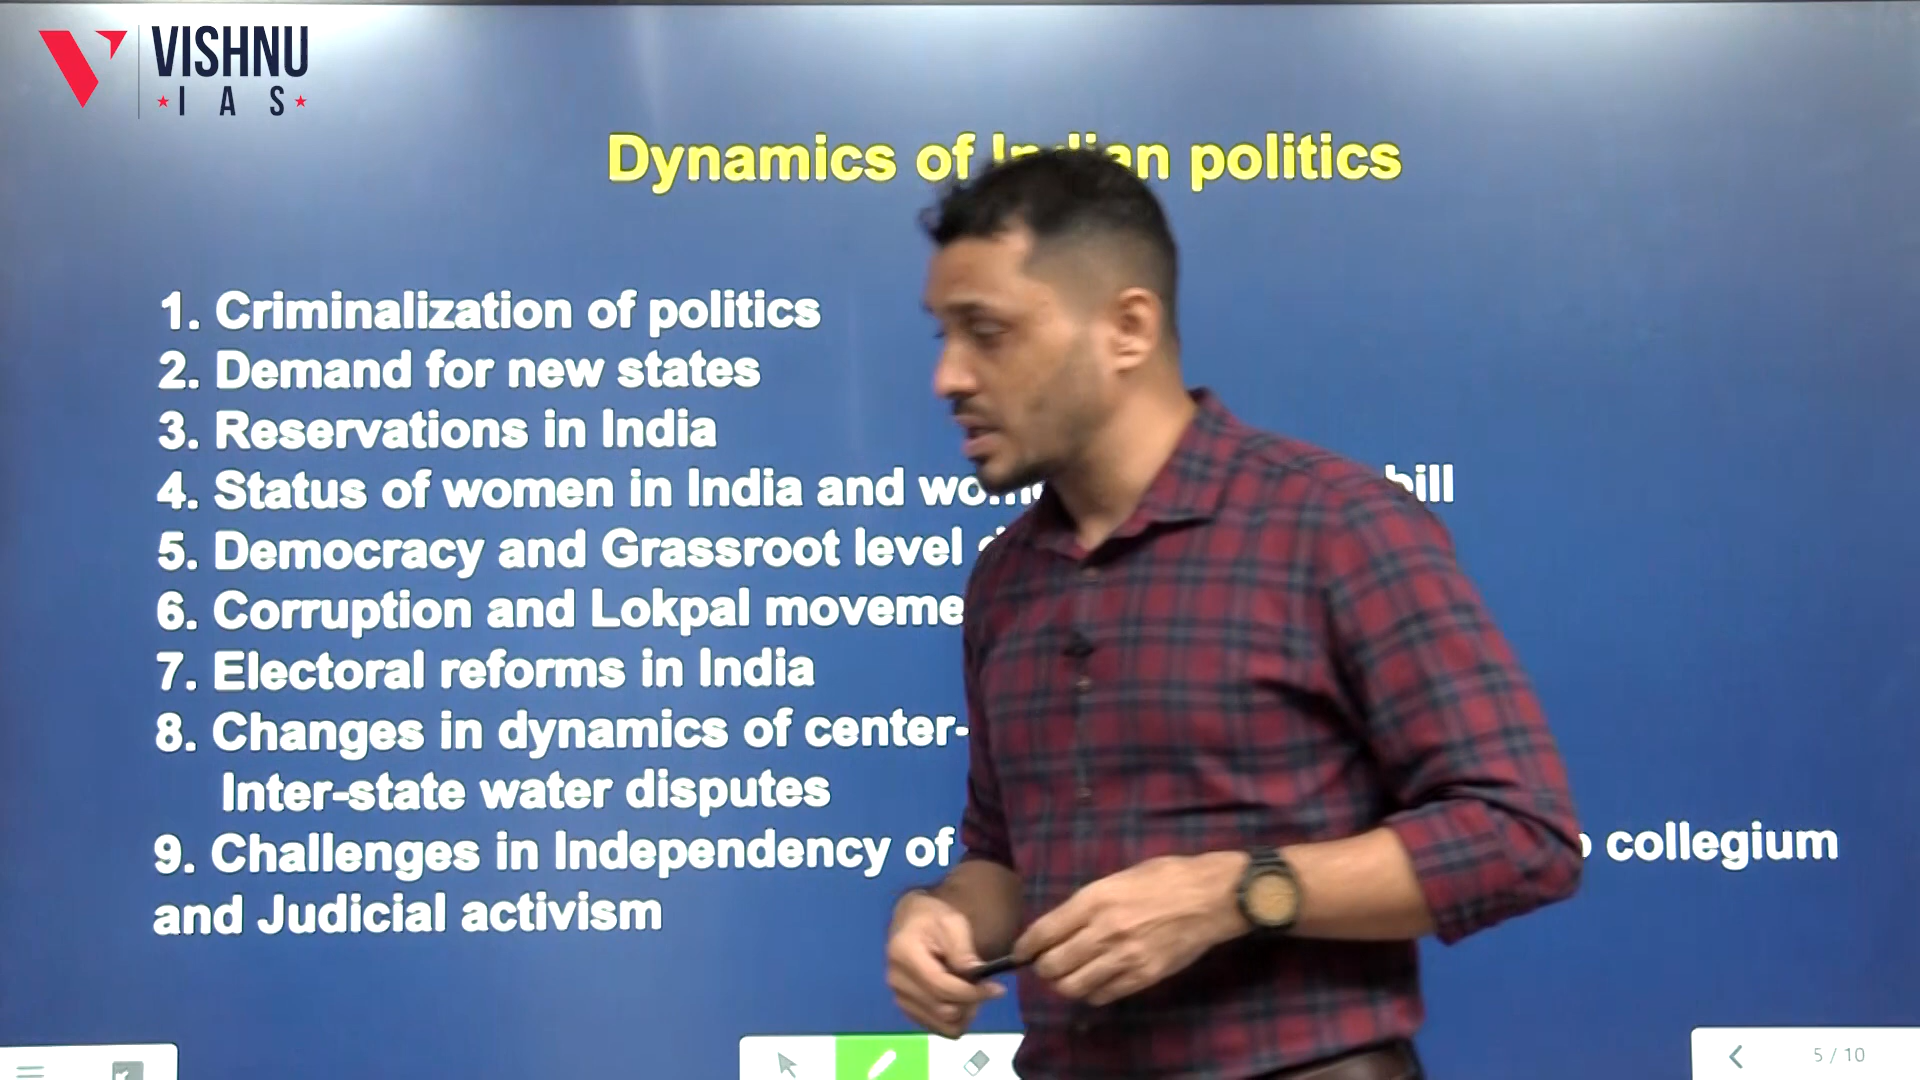 VISHNU
IAS
Dynamics of Indian politics
1. Criminalization of politics
2. Demand for new states
3. Reservations in India
4. Status of women in India and bill
5. Democracy and Grassroot level
6. Corruption and Lokpal
7. Electoral reforms in India
8. Changes in dynamics of center-
Inter-state water disputes
9. Challenges in Independency of collegium
and Judicial activism
5 / 10